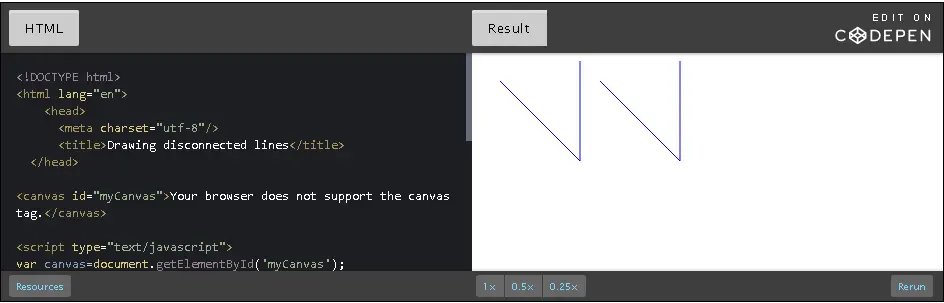 HTML
Result
EDIT ON
CODEPEN
<!DOCTYPE html>
<html lang="en">
<head>
<meta charset="utf-8"/>
<title>Drawing disconnected lines</title>
</head>
<canvas id="myCanvas">Your browser does not support the canvas
tag.</canvas>
<script type="text/javascript">
var canvas=document.getElementById('myCanvas');
Resources
1×
0.5×
0.25×
Rerun